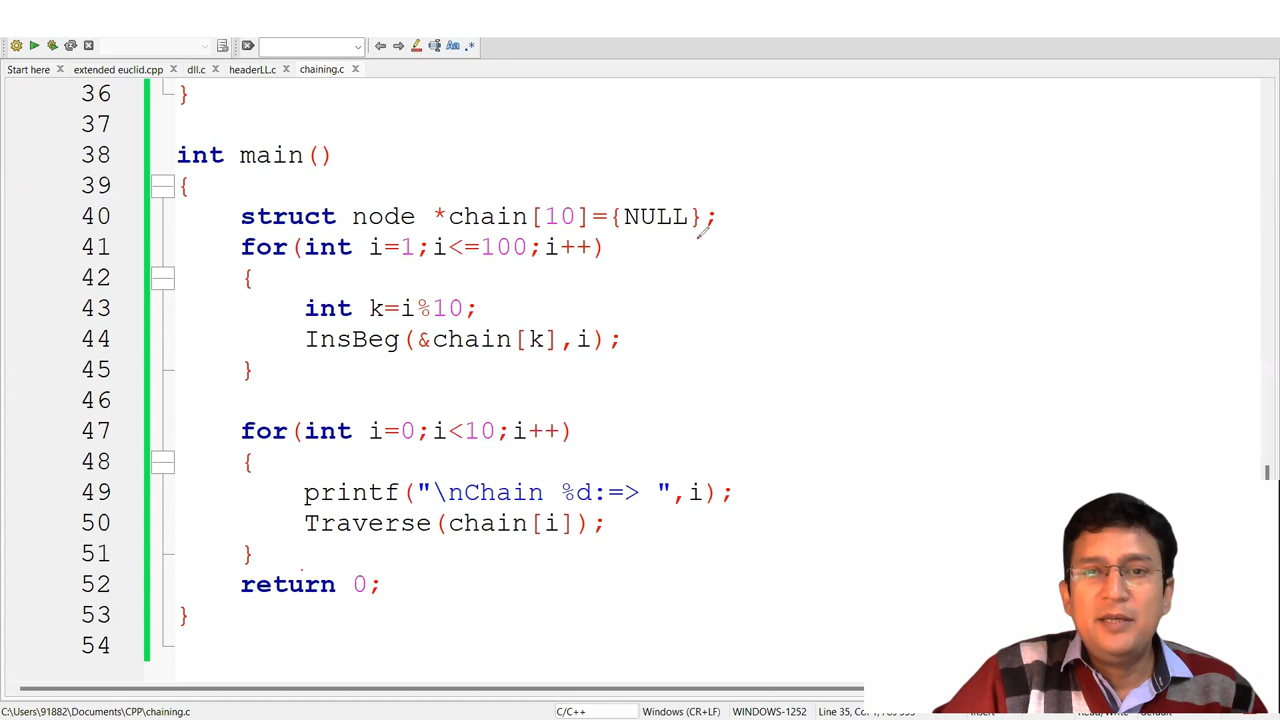 Aa .*
Start here extended euclid.cpp dll.c headerLL.c chaining.c
36 }
37
38 int main()
39 {
40 struct node *chain[10]={NULL};
41 for(int i=1;i<=100;i++)
42 {
43 int k=i%10;
44 InsBeg(&chain[k],i);
45 }
46
47 for(int i=0;i<10;i++)
48 {
49 printf("\nChain %d:=> ",i);
50 Traverse(chain[i]);
51 }
52 return 0;
53 }
54
C:\Users\91882\Documents\CPP\chaining.c C/C++ Windows (CR+LF) WINDOWS-1252